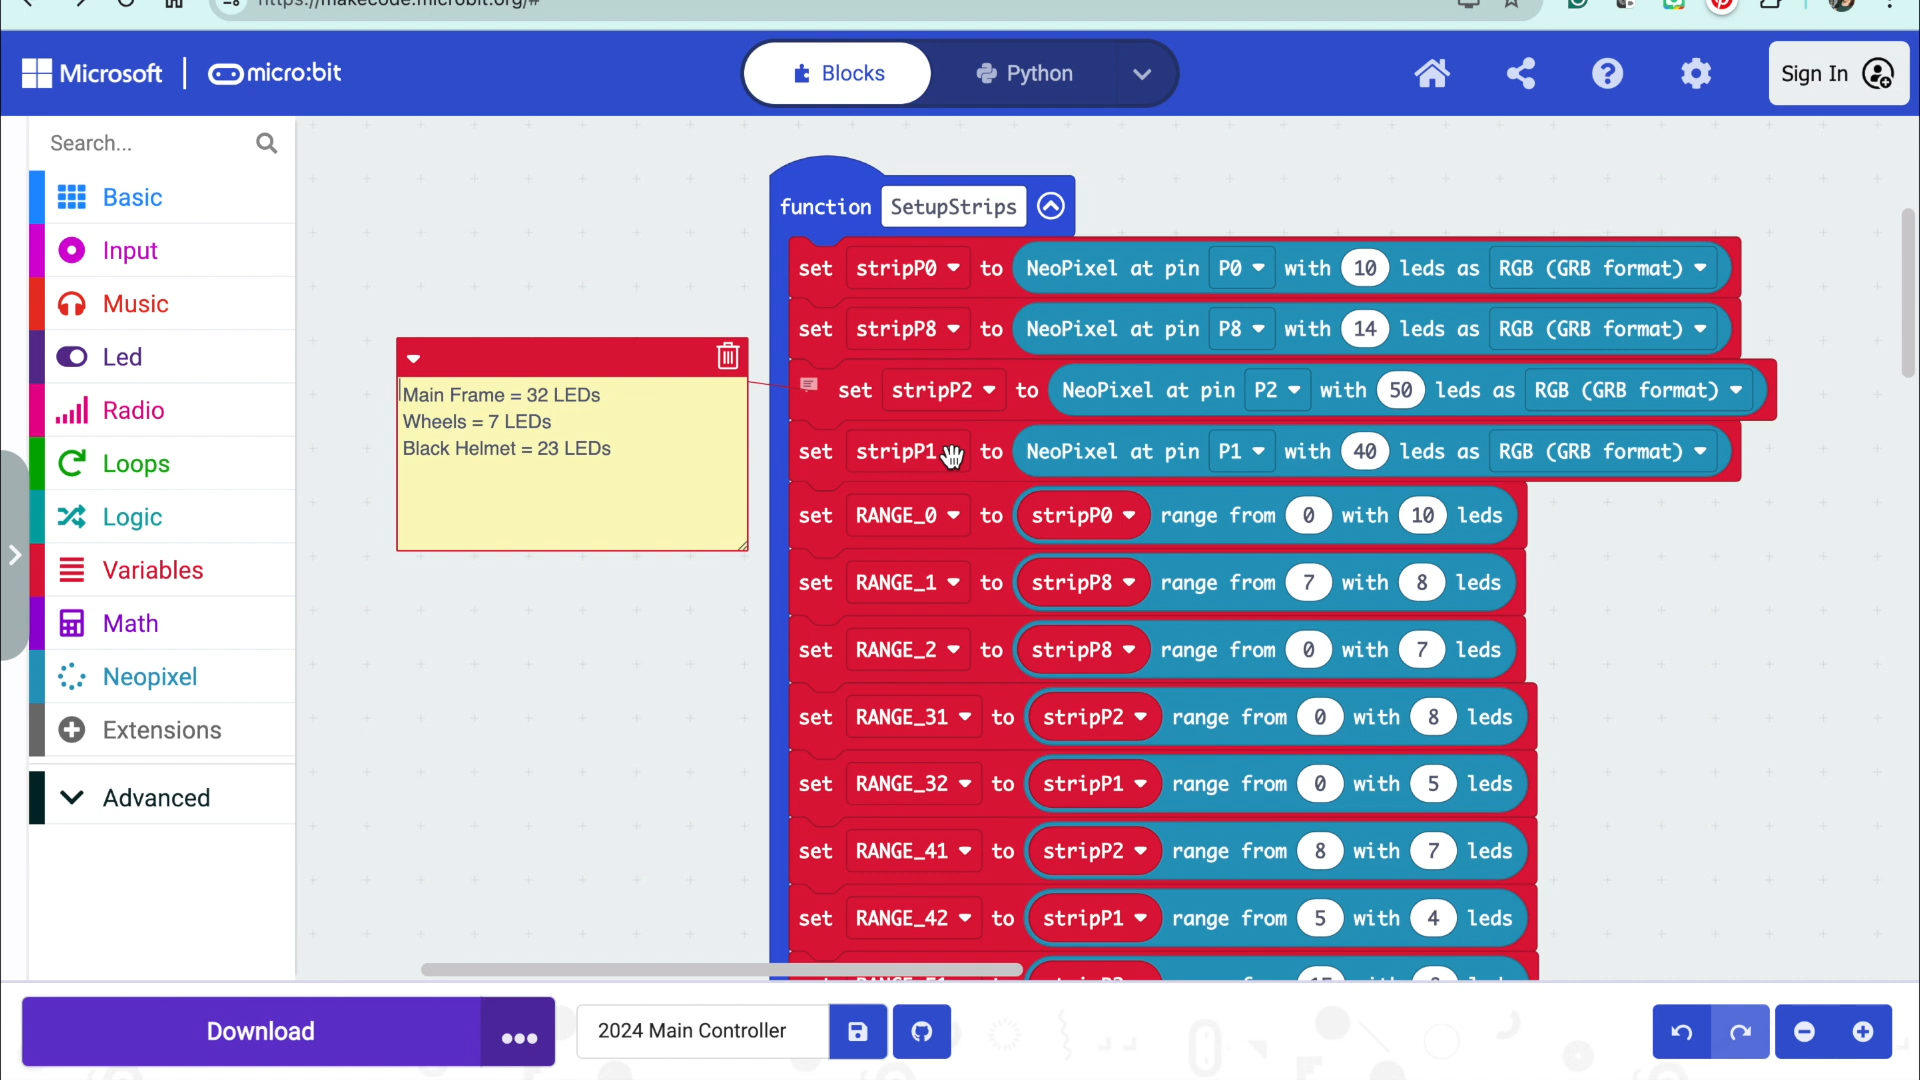 https://makecode.microbit.org/#
Microsoft
micro:bit
Blocks
Python
Sign In
Search...
Basic
Input
Music
Led
Radio
Loops
Logic
Variables
Math
Neopixel
Extensions
Advanced
Main Frame = 32 LEDs
Wheels = 7 LEDs
Black Helmet = 23 LEDs
function SetupStrips
set stripP0 to NeoPixel at pin P0 with 10 leds as RGB (GRB format)
set stripP8 to NeoPixel at pin P8 with 14 leds as RGB (GRB format)
set stripP2 to NeoPixel at pin P2 with 50 leds as RGB (GRB format)
set stripP1 to NeoPixel at pin P1 with 40 leds as RGB (GRB format)
set RANGE_0 to stripP0 range from 0 with 10 leds
set RANGE_1 to stripP8 range from 7 with 8 leds
set RANGE_2 to stripP8 range from 0 with 7 leds
set RANGE_31 to stripP2 range from 0 with 8 leds
set RANGE_32 to stripP1 range from 0 with 5 leds
set RANGE_41 to stripP2 range from 8 with 7 leds
set RANGE_42 to stripP1 range from 5 with 4 leds
Download
2024 Main Controller